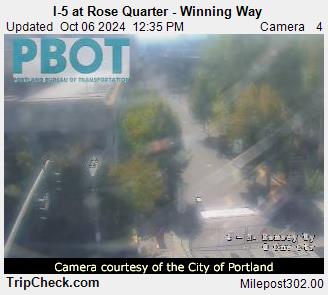 I-5 at Rose Quarter - Winning Way
Updated Oct 06 2024 12:35 PM Camera 4
PBOT
PORTLAND BUREAU OF TRANSPORTATION
Camera courtesy of the City of Portland
TripCheck.com Milepost302.00